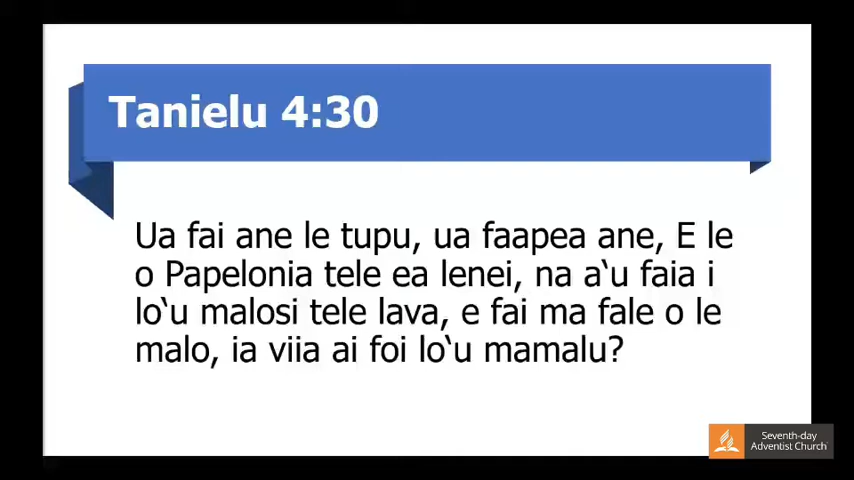 Tanielu 4:30
Ua fai ane le tupu, ua faapea ane, E le
o Papelonia tele ea lenei, na a‘u faia i
lo‘u malosi tele lava, e fai ma fale o le
malo, ia viia ai foi lo‘u mamalu?
Seventh-day
Adventist Church